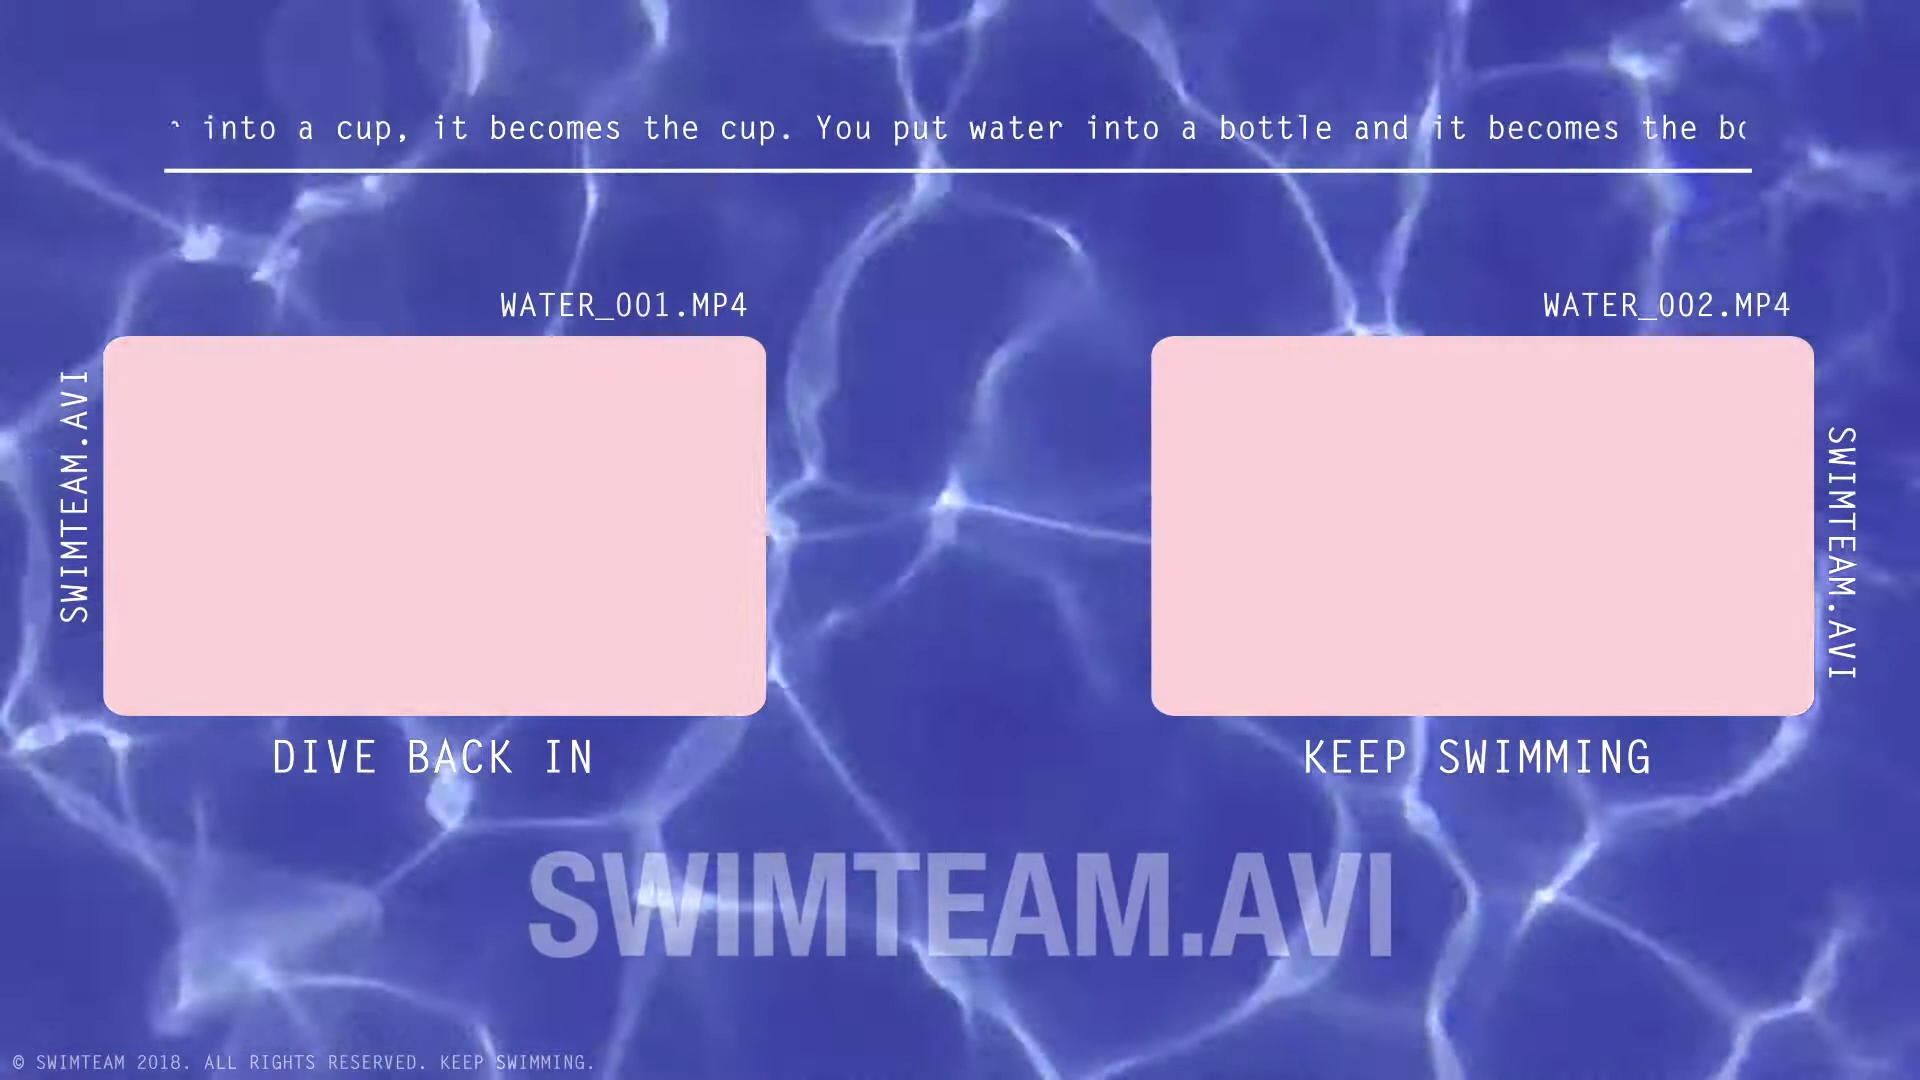 into a cup, it becomes the cup. You put water into a bottle and it becomes the
WATER_001.MP4
WATER_002.MP4
SWIMTEAM.AVI
SWIMTEAM.AVI
DIVE BACK IN
KEEP SWIMMING
SWIMTEAM.AVI
© SWIMTEAM 2018. ALL RIGHTS RESERVED. KEEP SWIMMING.